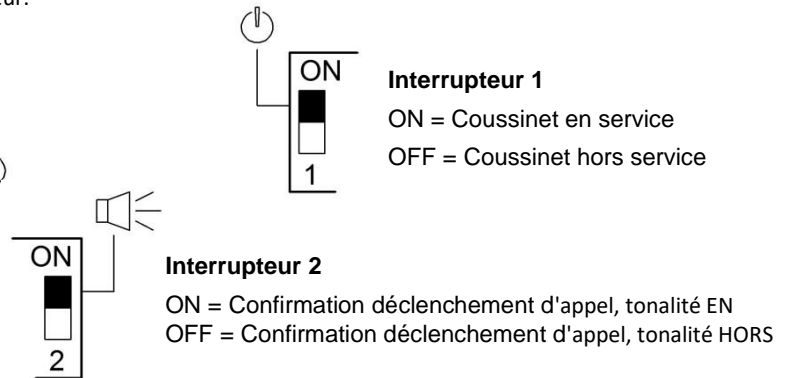 ON
1
Interrupteur 1
ON = Coussinet en service
OFF = Coussinet hors service
ON
2
Interrupteur 2
ON = Confirmation déclenchement d'appel, tonalité EN
OFF = Confirmation déclenchement d'appel, tonalité HORS